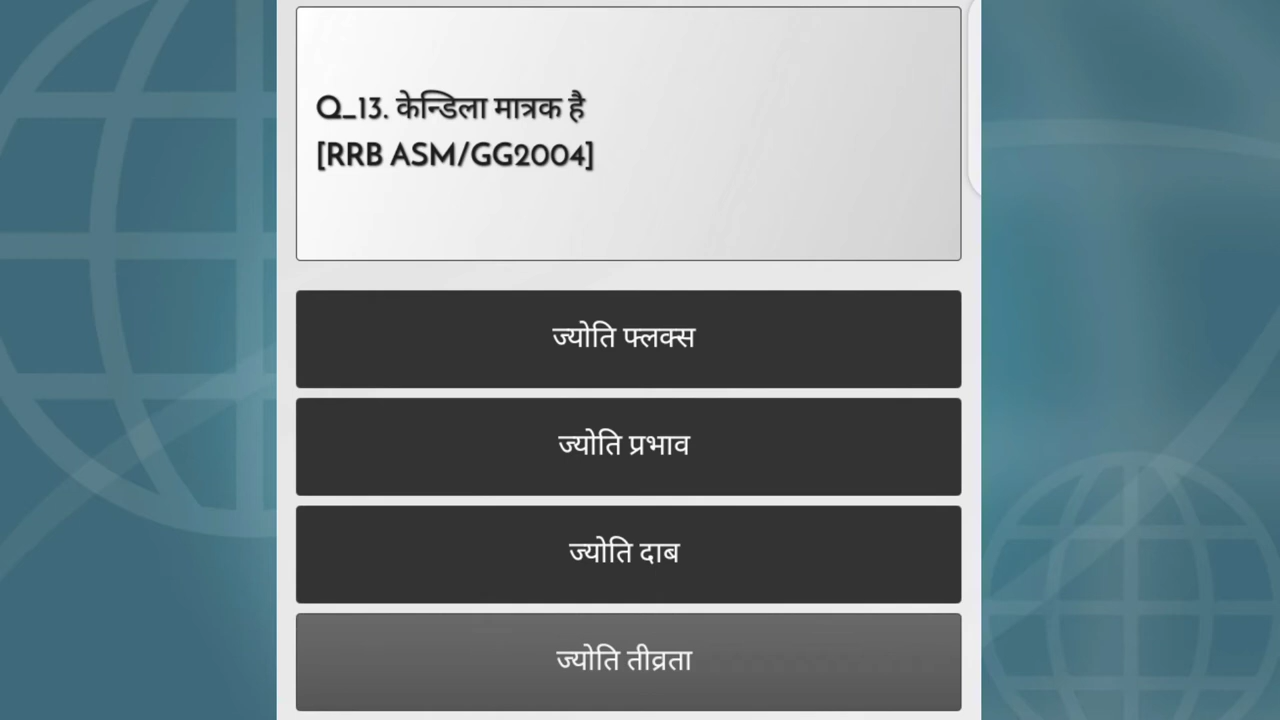 Q_13. केन्डिला मात्रक है
[RRB ASM/GG2004]
ज्योति फ्लक्स
ज्योति प्रभाव
ज्योति दाब
ज्योति तीव्रता